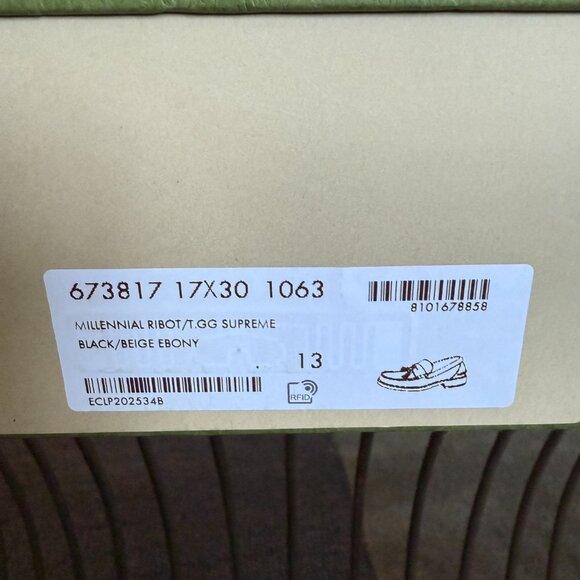 673817 17X30 1063
8101678858
MILLENNIAL RIBOT/T.GG SUPREME
BLACK/BEIGE EBONY
13
ECLP202534B
RFID